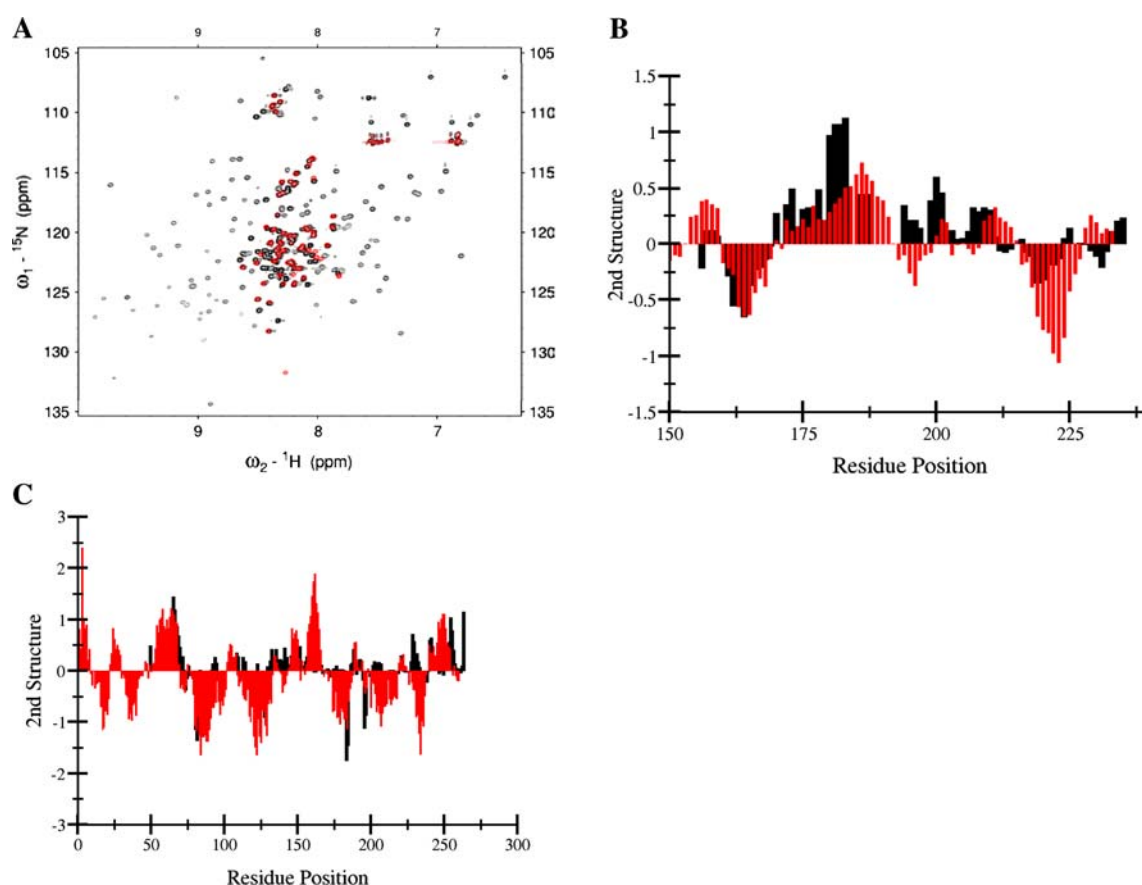 A
9 8 7
105 105
110 110
115 115
120 120
125 125
130 130
135 135
9 8 7
ω₁ - ¹⁵N (ppm)
ω₂ - ¹H (ppm)
B
1.5
1
0.5
0
-0.5
-1
-1.5
150 175 200 225
2nd Structure
Residue Position
C
3
2
1
0
-1
-2
-3
0 50 100 150 200 250 300
2nd Structure
Residue Position